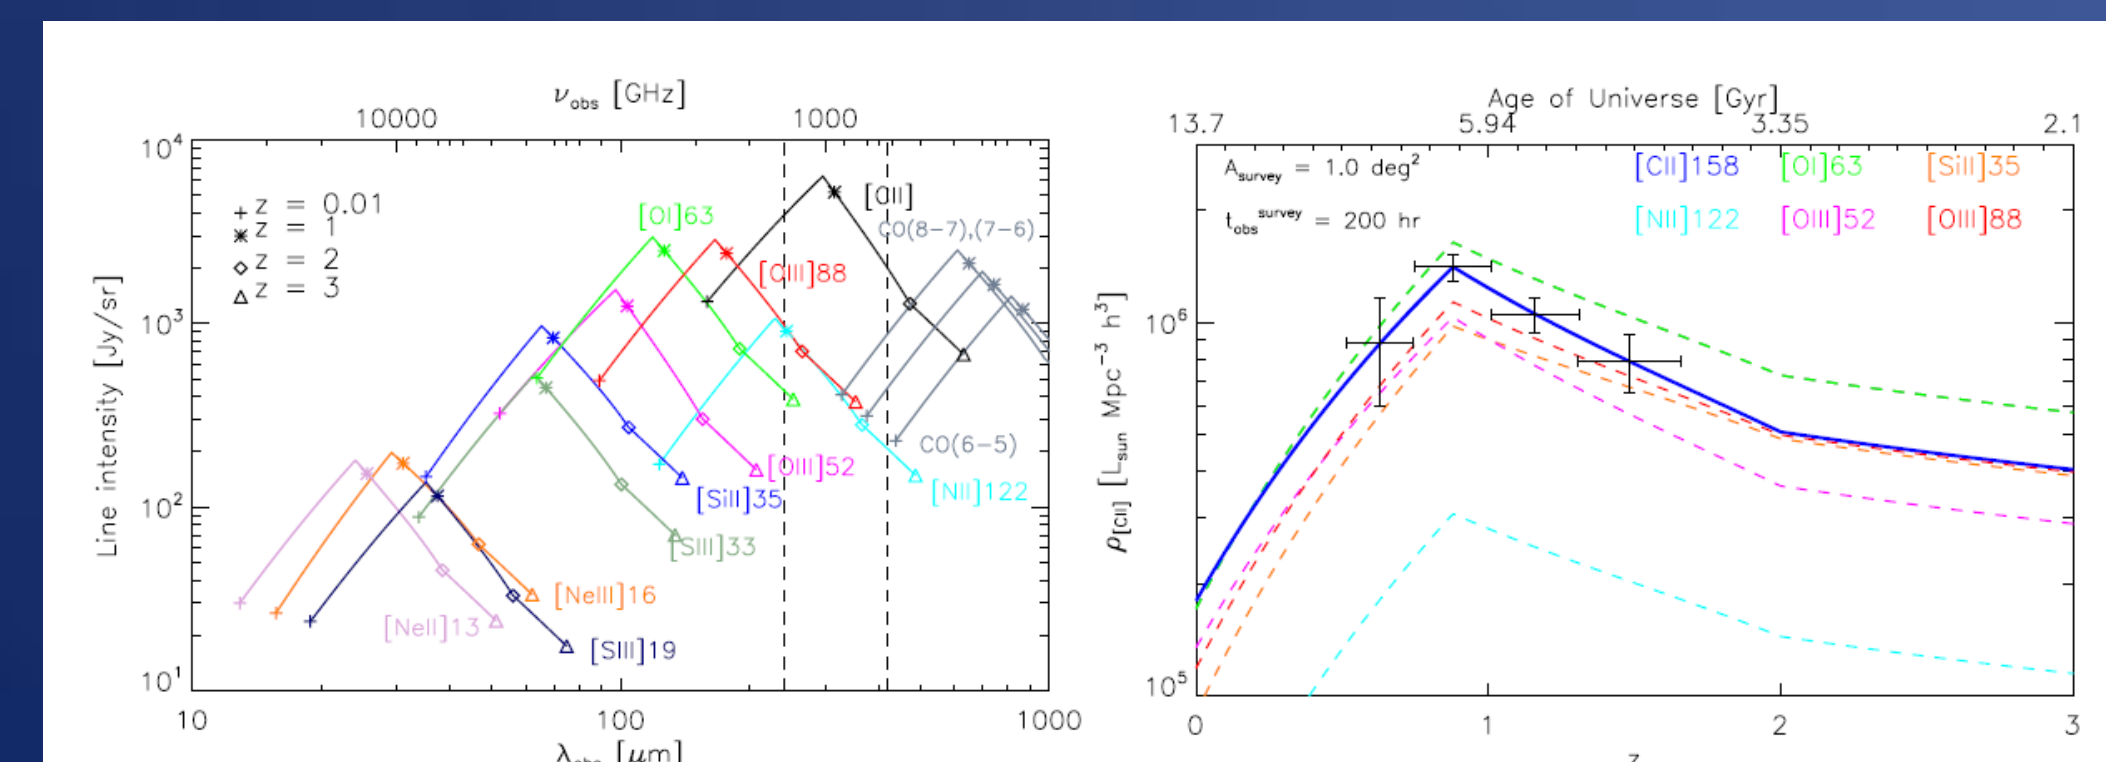 ν_obs [GHz]
10000 1000
10^4
10^3
10^2
10^1
Line intensity [Jy/sr]
+ z = 0.01
* z = 1
◇ z = 2
△ z = 3
[OI]63
[CII]
CO(8-7),(7-6)
[OIII]88
CO(6-5)
[OIII]52
[SiII]35
[NII]122
[SIII]33
[NeIII]16
[NeII]13
[SIII]19
10 100 1000
λ_obs [μm]
Age of Universe [Gyr]
13.7 5.94 3.35 2.1
A_survey = 1.0 deg^2
t_obs^survey = 200 hr
[CII]158 [OI]63 [SiII]35
[NII]122 [OIII]52 [OIII]88
10^6
10^5
ρ_[CII] [L_sun Mpc^-3 h^3]
0 1 2 3
z